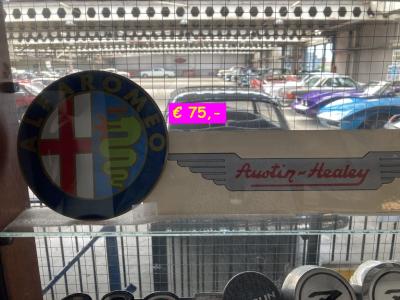 € 75,-
ALFA ROMEO
Austin-Healey